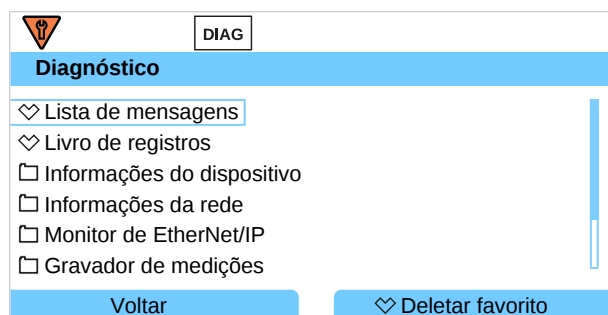 DIAG
Diagnóstico
Lista de mensagens
Livro de registros
Informações do dispositivo
Informações da rede
Monitor de EtherNet/IP
Gravador de medições
Voltar Deletar favorito